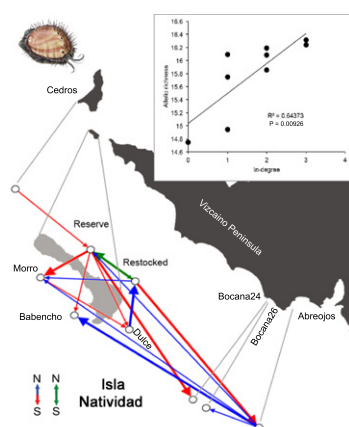 16.6
16.4
16.2
16
15.8
15.6
15.4
15.2
15
14.8
14.6
Allelic richness
0 1 2 3 4
In-degree
R² = 0.64373
P = 0.00926
Cedros
Vizcaino Peninsula
Reserve
Restocked
Morro
Babencho
Dulce
Bocana24
Bocana26
Abreojos
N N
S S
Isla
Natividad